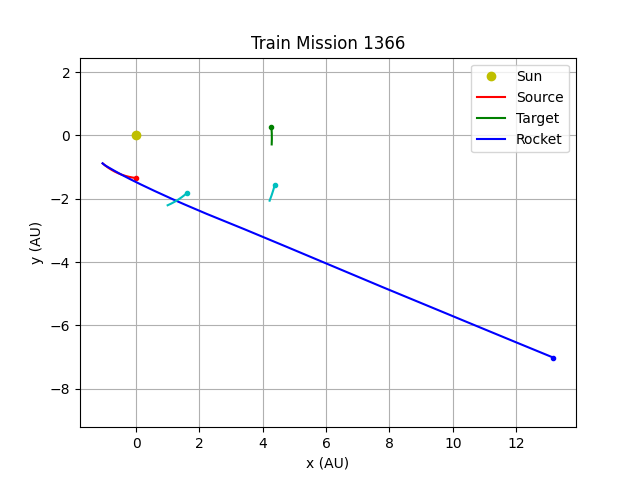 Train Mission 1366
Sun
Source
Target
Rocket
y (AU)
2
0
−2
−4
−6
−8
0 2 4 6 8 10 12
x (AU)